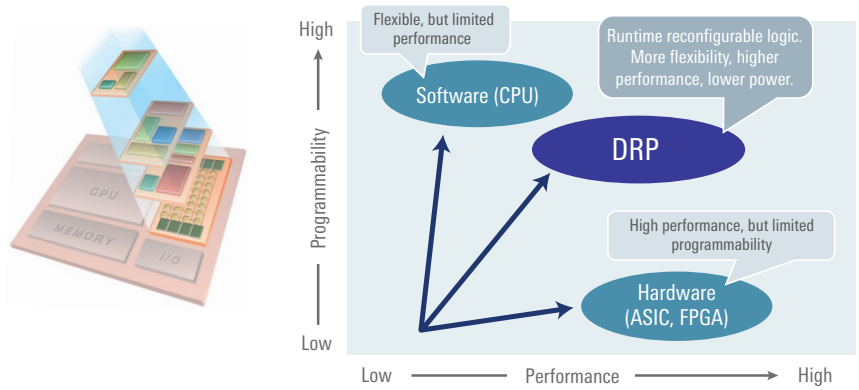 CPU
MEMORY
I/O
High
Programmability
Low
Flexible, but limited
performance
Software (CPU)
Runtime reconfigurable logic.
More flexibility, higher
performance, lower power.
DRP
High performance, but limited
programmability
Hardware
(ASIC, FPGA)
Low
Performance
High